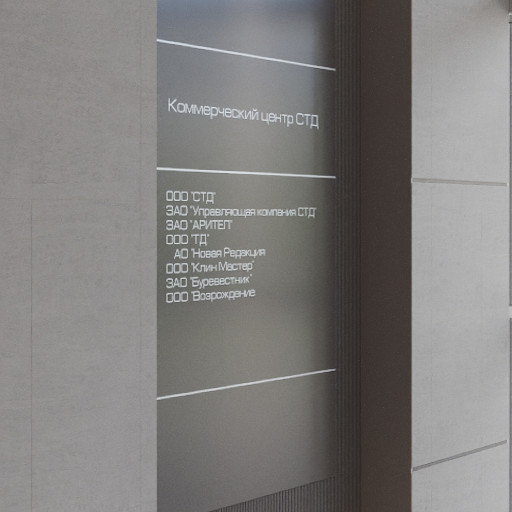 Коммерческий центр СТД
ООО "СТД"
ЗАО "Управляющая компания СТД"
ЗАО "АРИТЕЛ"
ООО "ТД"
АО "Новая Редакция
ООО "Клин Мастер"
ЗАО "Буревестник"
ООО "Возрождение